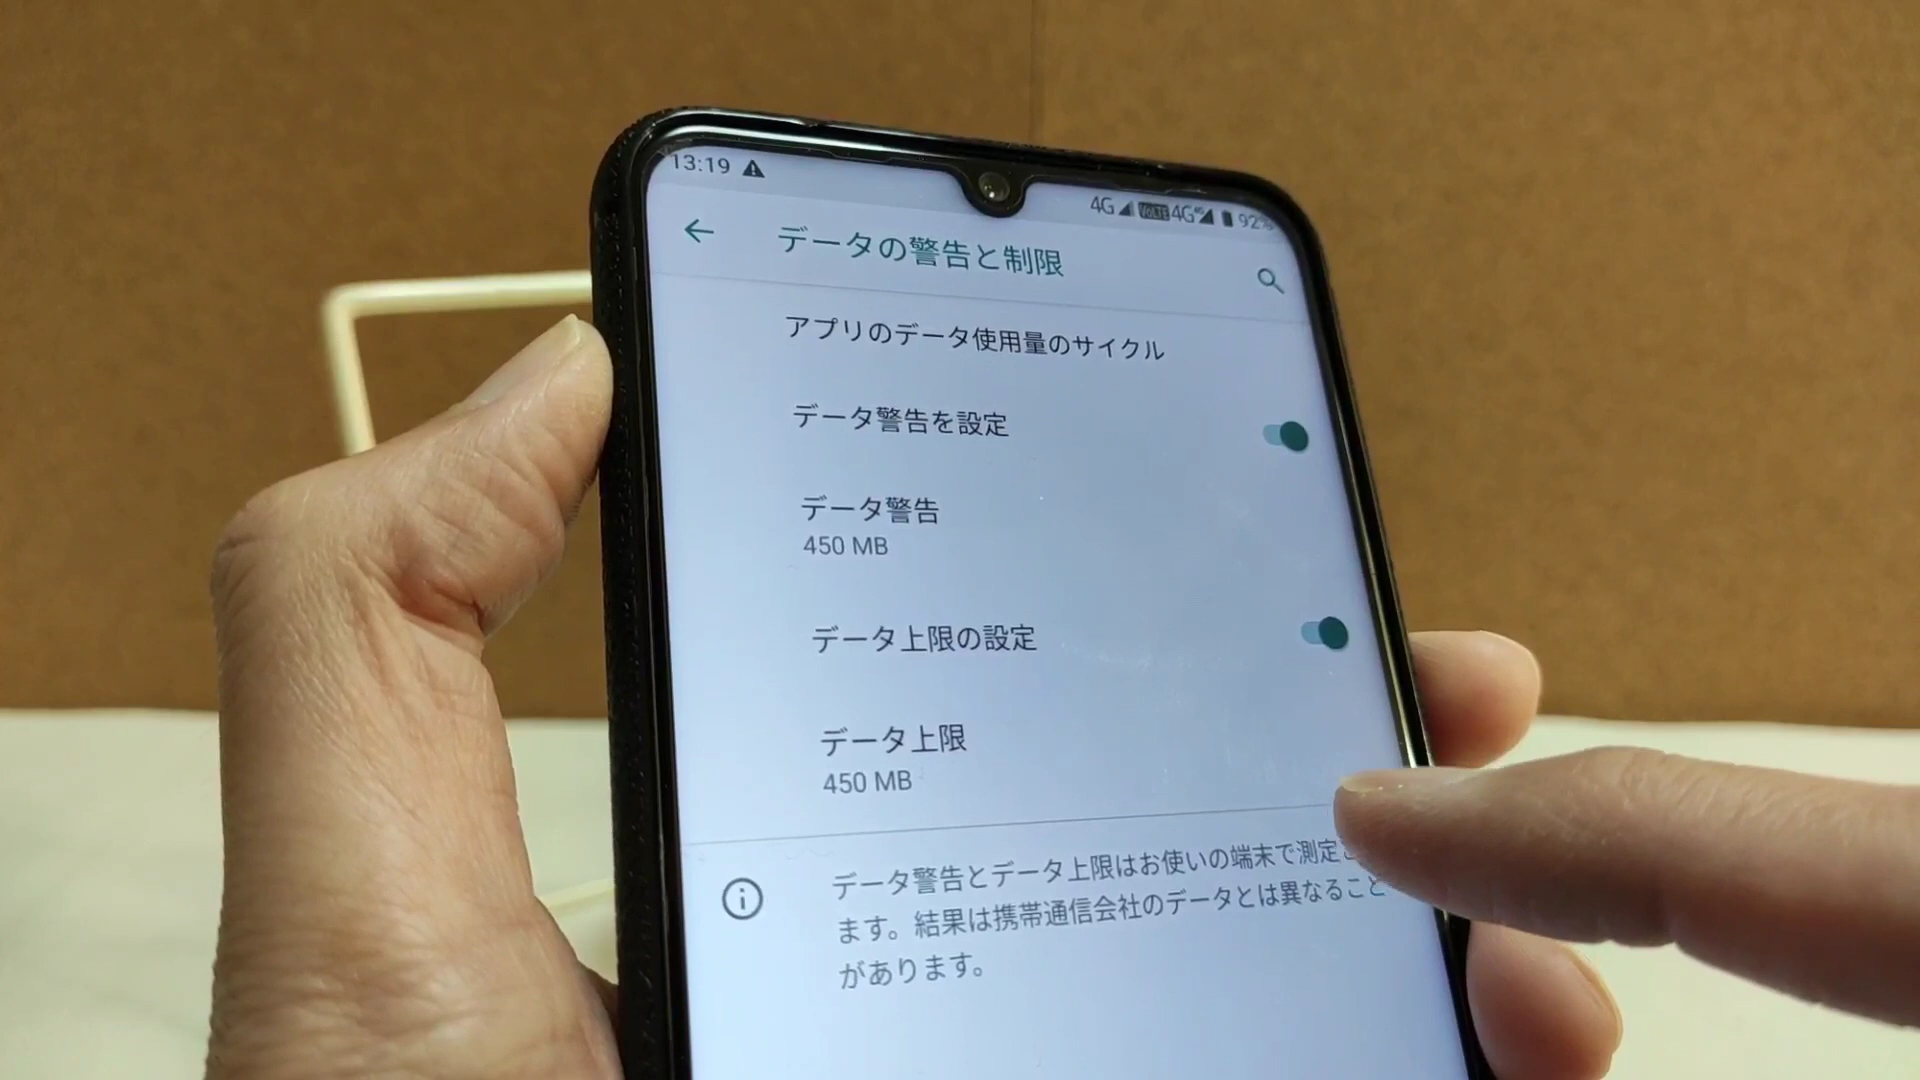 13:19
4G VoLTE 4G 92%
データの警告と制限
アプリのデータ使用量のサイクル
データ警告を設定
データ警告
450 MB
データ上限の設定
データ上限
450 MB
データ警告とデータ上限はお使いの端末で測定
ます。結果は携帯通信会社のデータとは異なること
があります。